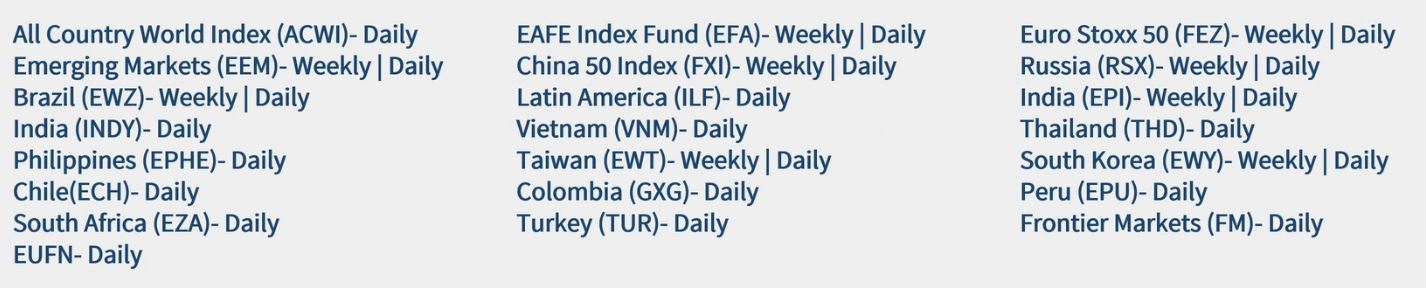 All Country World Index (ACWI)- Daily
Emerging Markets (EEM)- Weekly | Daily
Brazil (EWZ)- Weekly | Daily
India (INDY)- Daily
Philippines (EPHE)- Daily
Chile(ECH)- Daily
South Africa (EZA)- Daily
EUFN- Daily
EAFE Index Fund (EFA)- Weekly | Daily
China 50 Index (FXI)- Weekly | Daily
Latin America (ILF)- Daily
Vietnam (VNM)- Daily
Taiwan (EWT)- Weekly | Daily
Colombia (GXG)- Daily
Turkey (TUR)- Daily
Euro Stoxx 50 (FEZ)- Weekly | Daily
Russia (RSX)- Weekly | Daily
India (EPI)- Weekly | Daily
Thailand (THD)- Daily
South Korea (EWY)- Weekly | Daily
Peru (EPU)- Daily
Frontier Markets (FM)- Daily